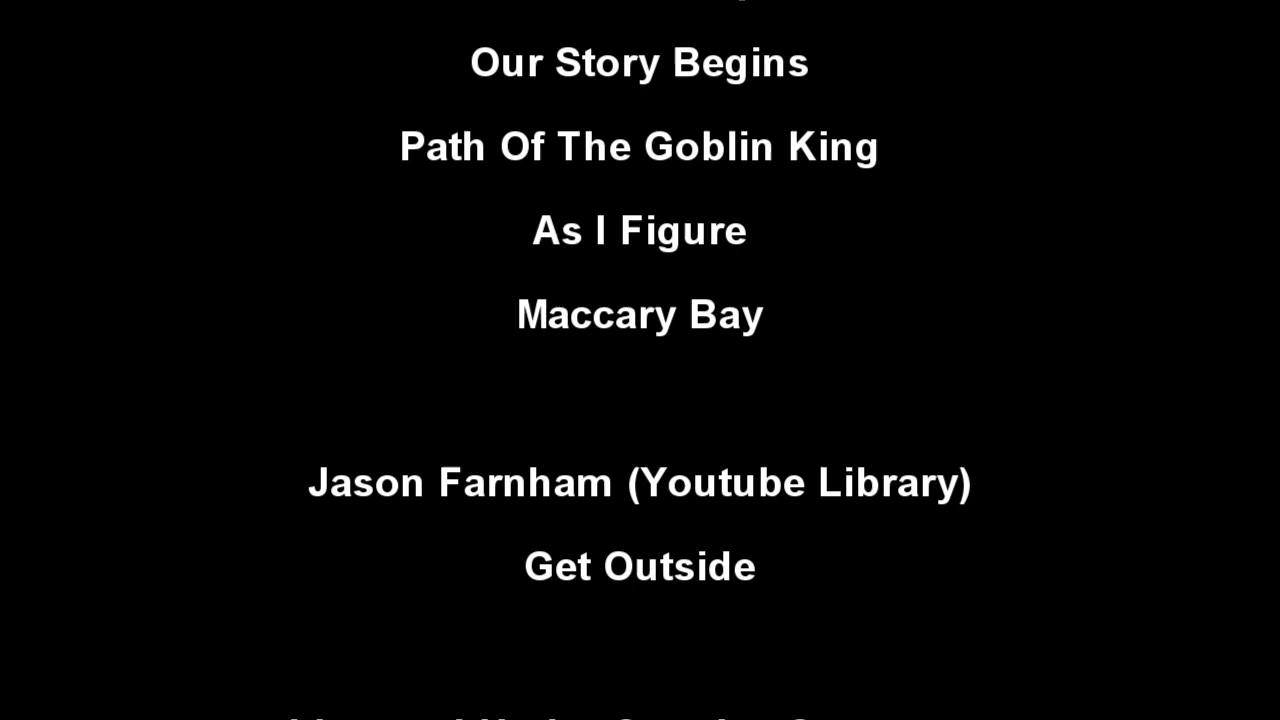 Our Story Begins
Path Of The Goblin King
As I Figure
Maccary Bay
Jason Farnham (Youtube Library)
Get Outside